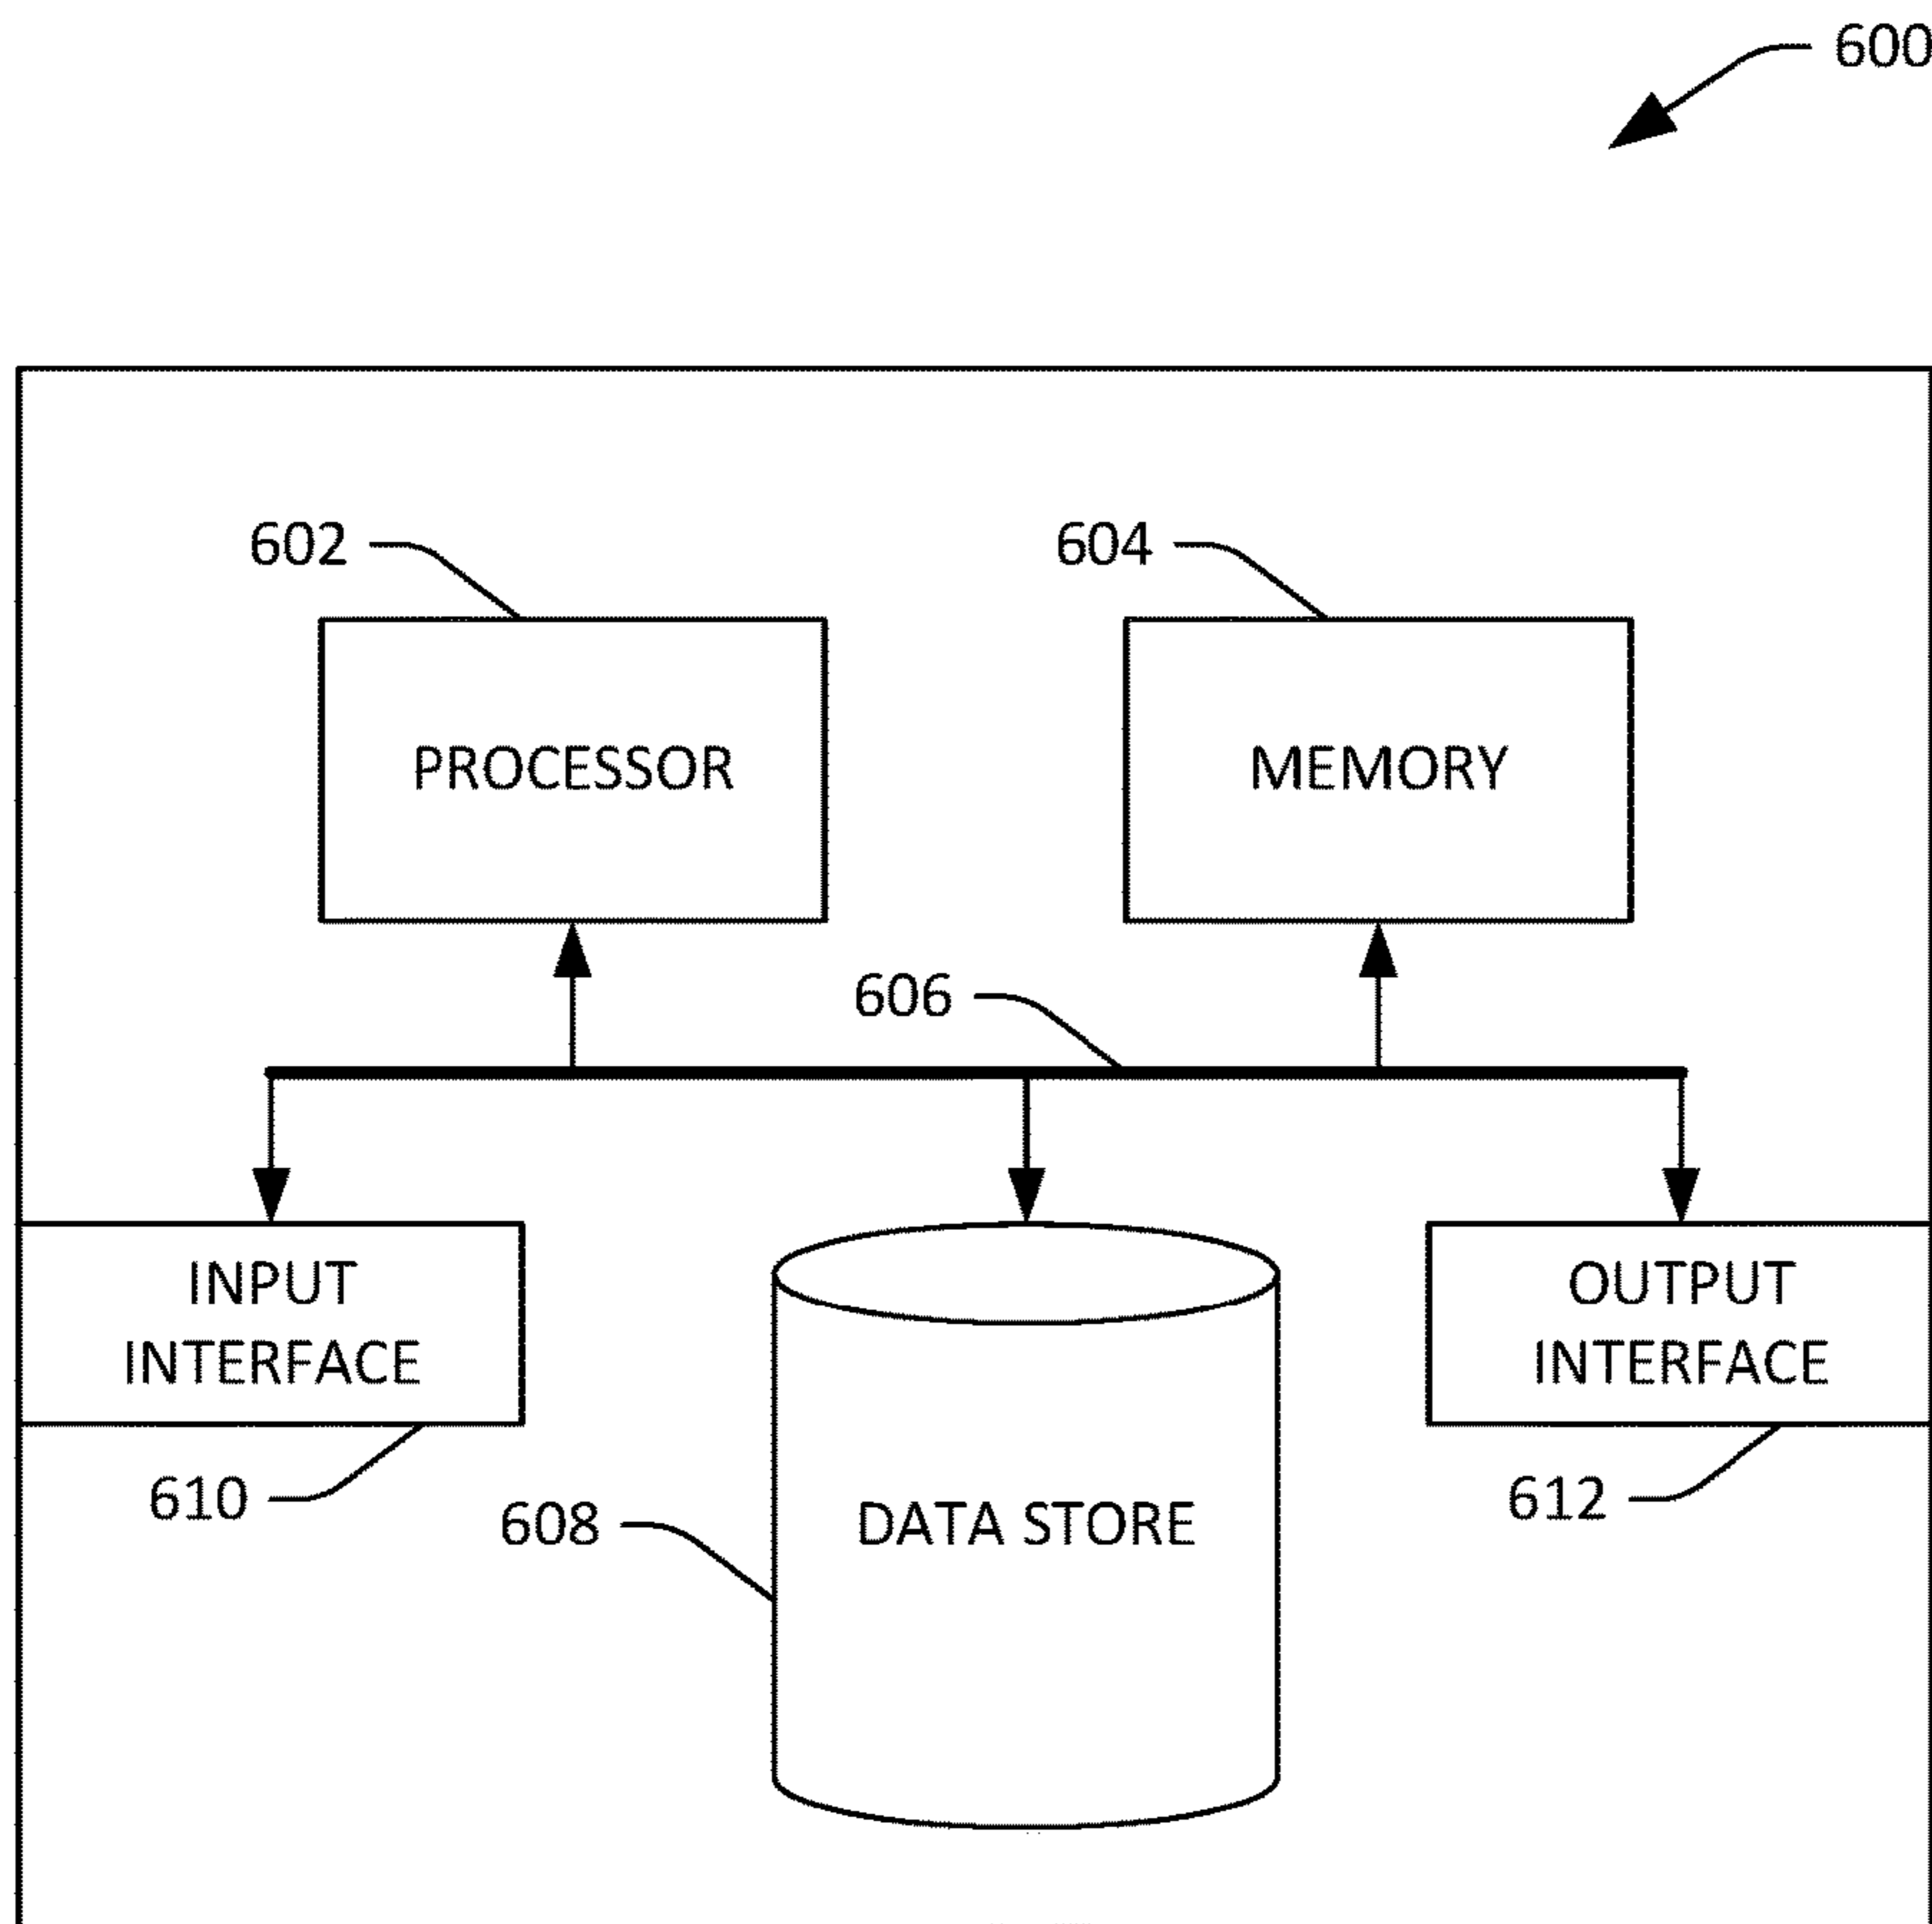 600
602
604
PROCESSOR
MEMORY
606
INPUT
INTERFACE
OUTPUT
INTERFACE
610
608
DATA STORE
612